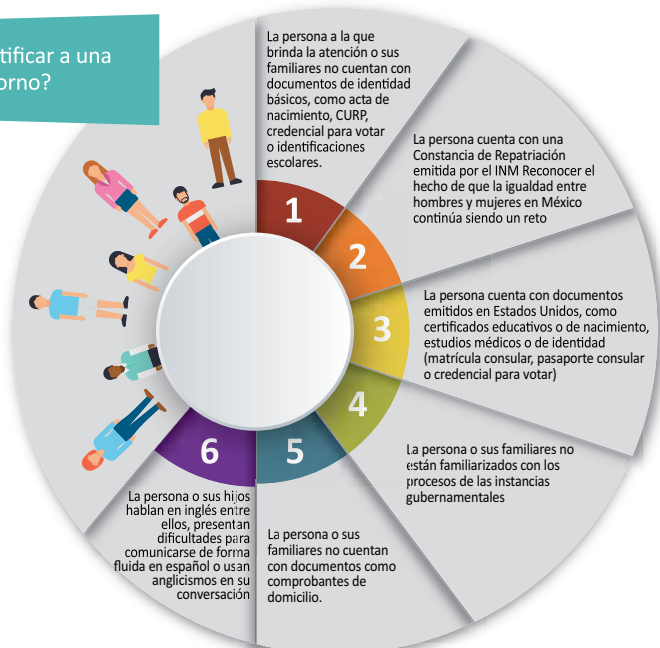 tificar a una
orno?
La persona a la que
brinda la atención o sus
familiares no cuentan con
documentos de identidad
básicos, como acta de
nacimiento, CURP,
credencial para votar
o identificaciones
escolares.
1
La persona cuenta con una
Constancia de Repatriación
emitida por el INM Reconocer el
hecho de que la igualdad entre
hombres y mujeres en México
continúa siendo un reto
2
La persona cuenta con documentos
emitidos en Estados Unidos, como
certificados educativos o de nacimiento,
estudios médicos o de identidad
(matrícula consular, pasaporte consular
o credencial para votar)
3
La persona o sus familiares no
están familiarizados con los
procesos de las instancias
gubernamentales
4
La persona o sus
familiares no cuentan
con documentos como
comprobantes de
domicilio.
5
La persona o sus hijos
hablan en inglés entre
ellos, presentan
dificultades para
comunicarse de forma
fluida en español o usan
anglicismos en su
conversación
6